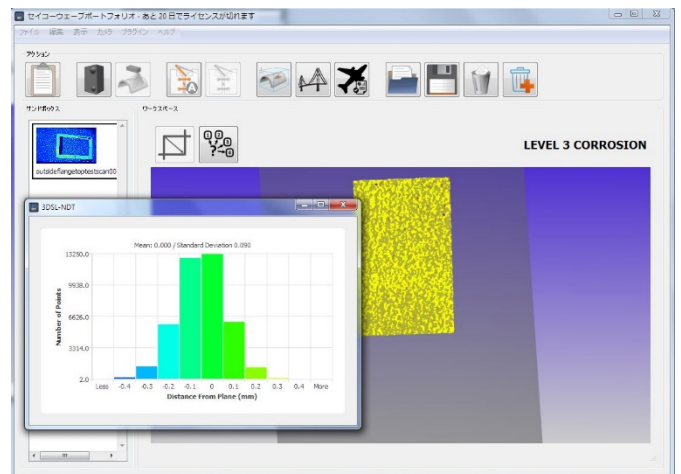 セイコーウェーブポートフォリオ - あと 20 日でライセンスが切れます
ファイル 編集 表示 カメラ プラグイン ヘルプ
アクション
サンドボックス
ワークスペース
LEVEL 3 CORROSION
outsideflangetoptestscan00
3DSL-NDT
Mean: 0.000 / Standard Deviation 0.090
13250.0
9938.0
6626.0
3314.0
2.0
Number of Points
Less -0.4 -0.3 -0.2 -0.1 0 0.1 0.2 0.3 0.4 More
Distance From Plane (mm)